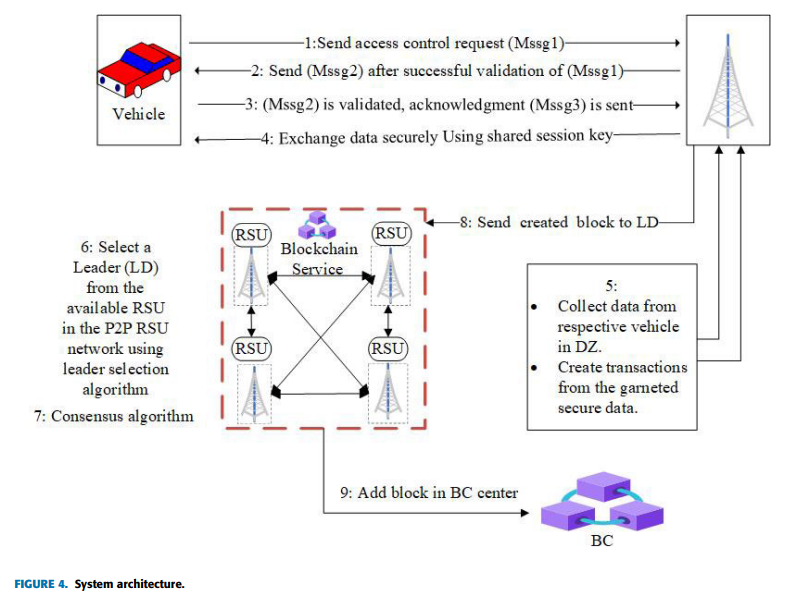 1:Send access control request (Mssg1)
2: Send (Mssg2) after successful validation of (Mssg1)
3: (Mssg2) is validated, acknowledgment (Mssg3) is sent
4: Exchange data securely Using shared session key
Vehicle
8: Send created block to LD
RSU
RSU
Blockchain
Service
RSU
RSU
6: Select a
Leader (LD)
from the
available RSU
in the P2P RSU
network using
leader selection
algorithm
7: Consensus algorithm
5:
• Collect data from
respective vehicle
in DZ.
• Create transactions
from the garneted
secure data.
9: Add block in BC center
BC
FIGURE 4. System architecture.